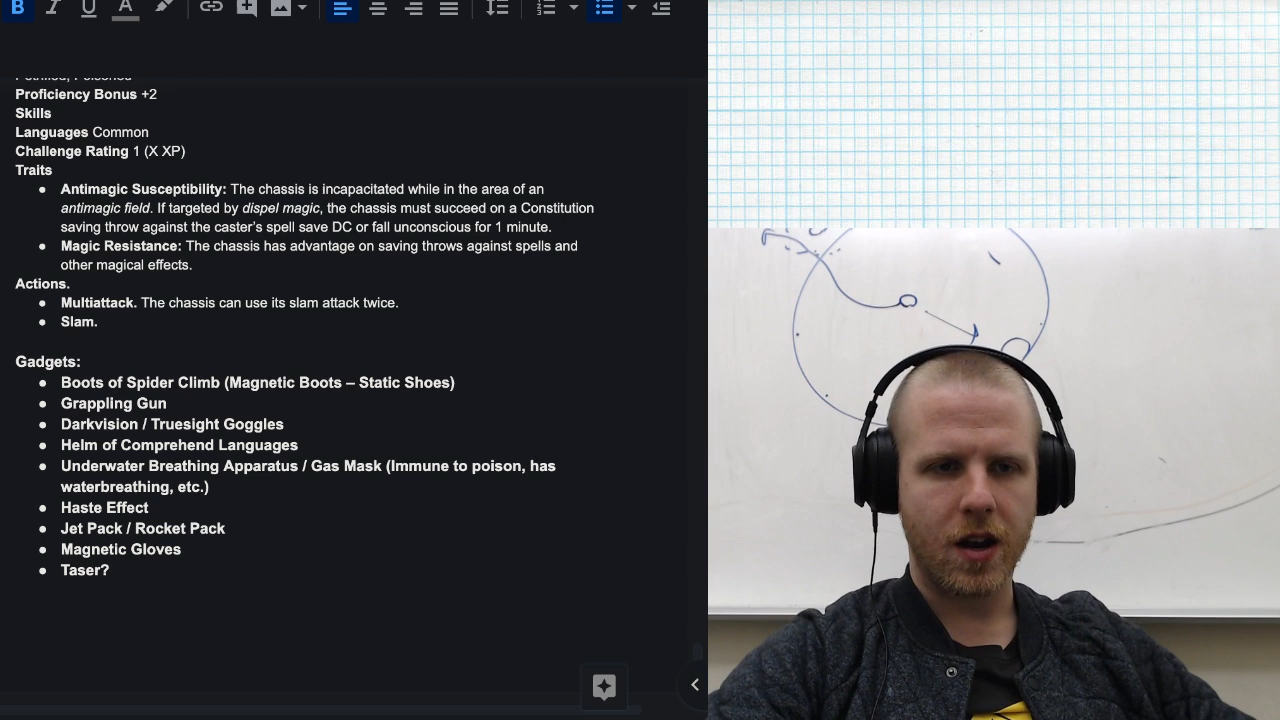 Proficiency Bonus +2
Skills
Languages Common
Challenge Rating 1 (X XP)
Traits
● Antimagic Susceptibility: The chassis is incapacitated while in the area of an
antimagic field. If targeted by dispel magic, the chassis must succeed on a Constitution
saving throw against the caster's spell save DC or fall unconscious for 1 minute.
● Magic Resistance: The chassis has advantage on saving throws against spells and
other magical effects.
Actions.
● Multiattack. The chassis can use its slam attack twice.
● Slam.
Gadgets:
● Boots of Spider Climb (Magnetic Boots – Static Shoes)
● Grappling Gun
● Darkvision / Truesight Goggles
● Helm of Comprehend Languages
● Underwater Breathing Apparatus / Gas Mask (Immune to poison, has
waterbreathing, etc.)
● Haste Effect
● Jet Pack / Rocket Pack
● Magnetic Gloves
● Taser?